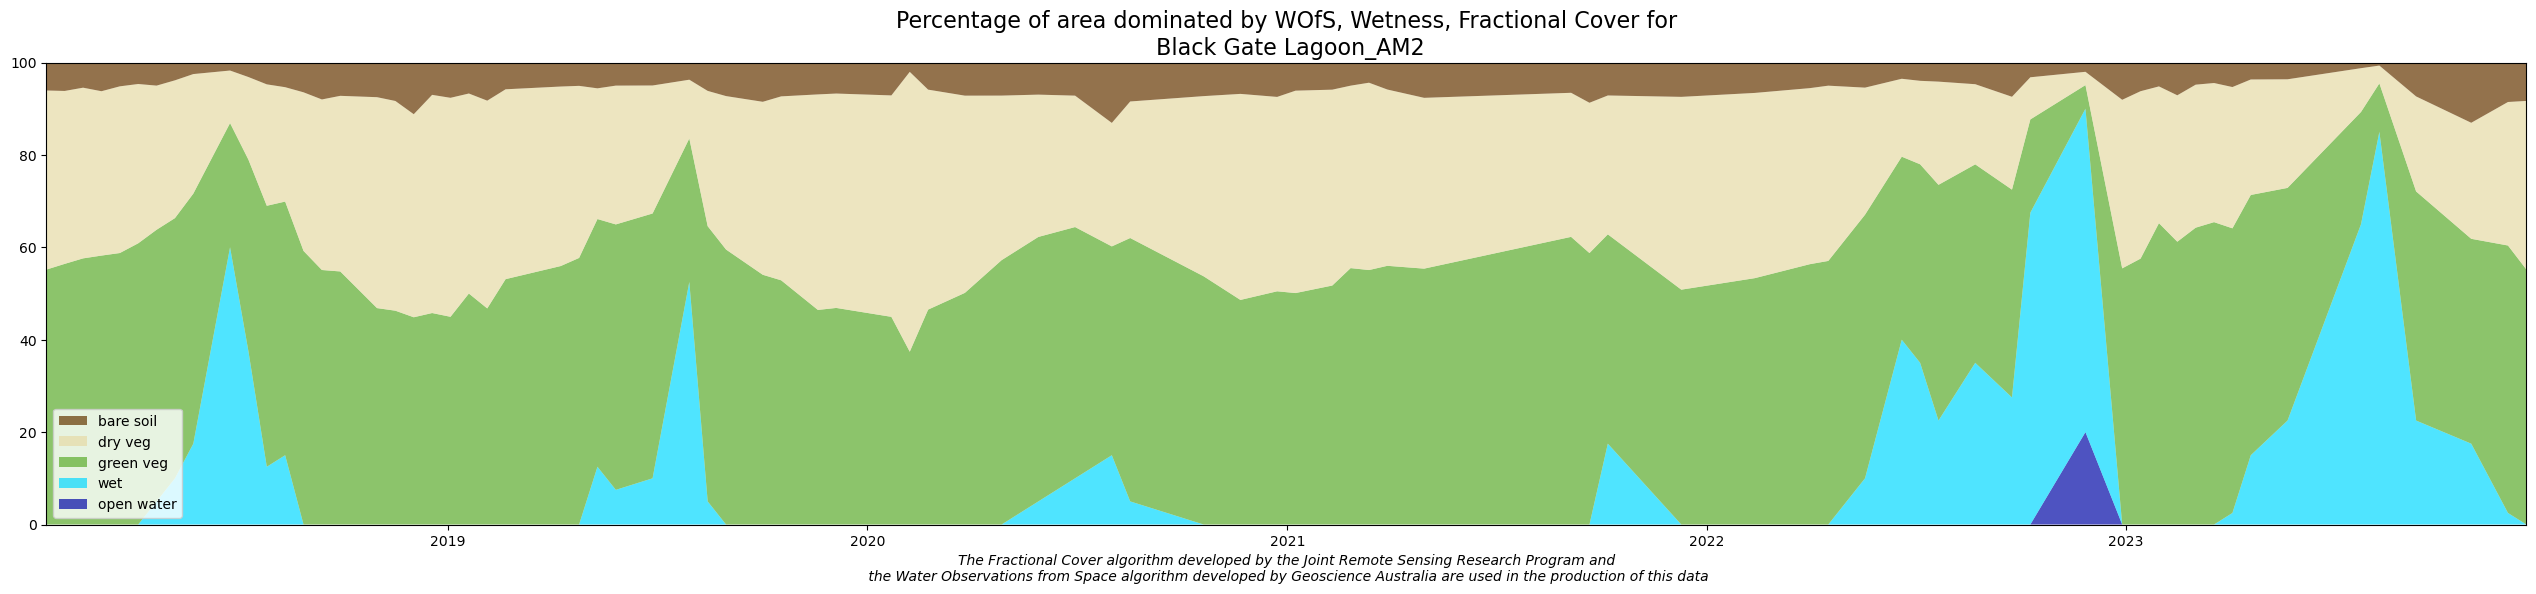 Percentage of area dominated by WOfS, Wetness, Fractional Cover for
Black Gate Lagoon_AM2
100
80
60
40
20
0
bare soil
dry veg
green veg
wet
open water
2019
2020
2021
2022
2023
The Fractional Cover algorithm developed by the Joint Remote Sensing Research Program and
the Water Observations from Space algorithm developed by Geoscience Australia are used in the production of this data